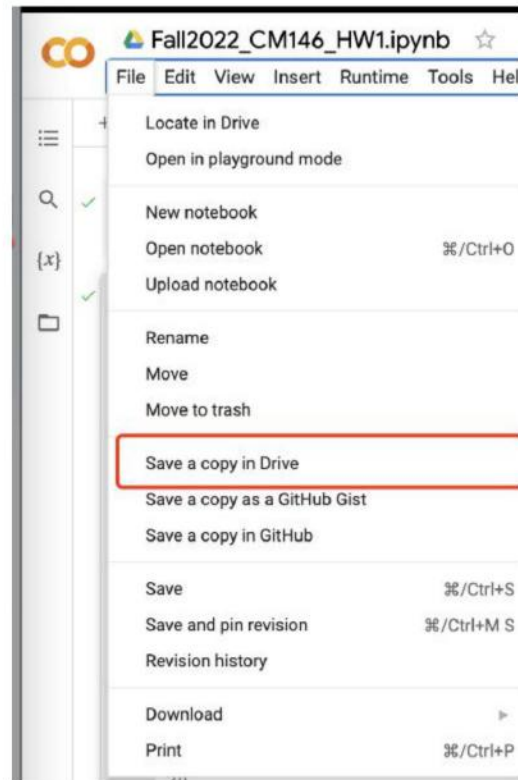 Fall2022_CM146_HW1.ipynb
File Edit View Insert Runtime Tools Hel
Locate in Drive
Open in playground mode
New notebook
Open notebook ⌘/Ctrl+O
Upload notebook
{x}
Rename
Move
Move to trash
Save a copy in Drive
Save a copy as a GitHub Gist
Save a copy in GitHub
Save ⌘/Ctrl+S
Save and pin revision ⌘/Ctrl+M S
Revision history
Download
Print ⌘/Ctrl+P